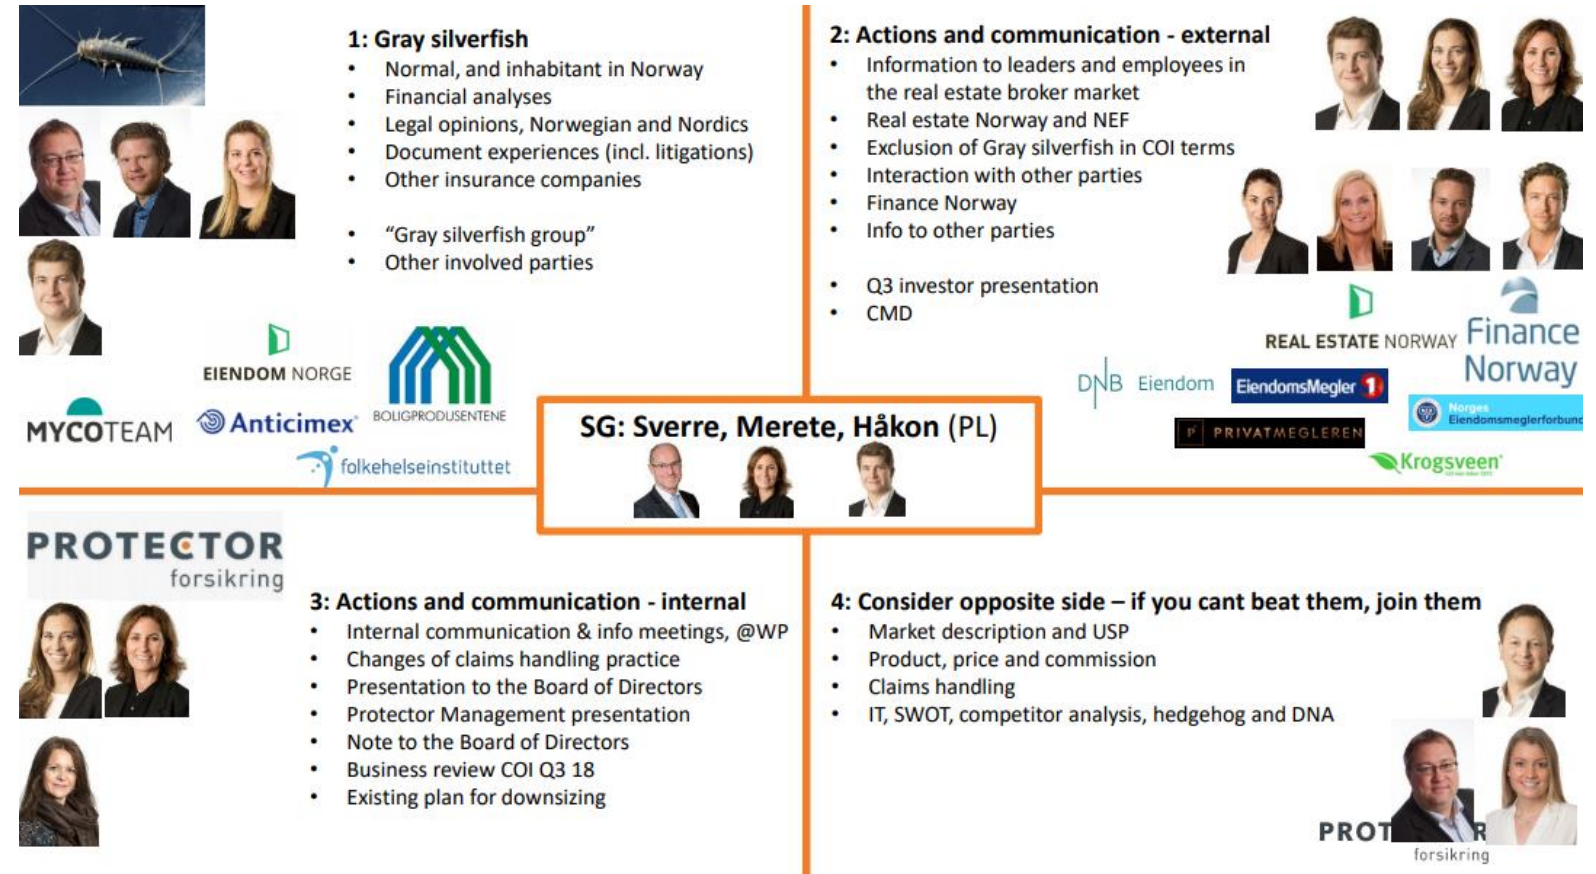 1: Gray silverfish
• Normal, and inhabitant in Norway
• Financial analyses
• Legal opinions, Norwegian and Nordics
• Document experiences (incl. litigations)
• Other insurance companies
• “Gray silverfish group”
• Other involved parties
EIENDOM NORGE
BOLIGPRODUSENTENE
MYCOTEAM
Anticimex
folkehelseinstituttet
2: Actions and communication - external
• Information to leaders and employees in
the real estate broker market
• Real estate Norway and NEF
• Exclusion of Gray silverfish in COI terms
• Interaction with other parties
• Finance Norway
• Info to other parties
• Q3 investor presentation
• CMD
REAL ESTATE NORWAY
Finance
Norway
DNB Eiendom
EiendomsMegler 1
Norges
Eiendomsmeglerforbund
P PRIVATMEGLEREN
Krogsveen
SG: Sverre, Merete, Håkon (PL)
PROTECTOR
forsikring
3: Actions and communication - internal
• Internal communication & info meetings, @WP
• Changes of claims handling practice
• Presentation to the Board of Directors
• Protector Management presentation
• Note to the Board of Directors
• Business review COI Q3 18
• Existing plan for downsizing
4: Consider opposite side – if you cant beat them, join them
• Market description and USP
• Product, price and commission
• Claims handling
• IT, SWOT, competitor analysis, hedgehog and DNA
PROT R
forsikring